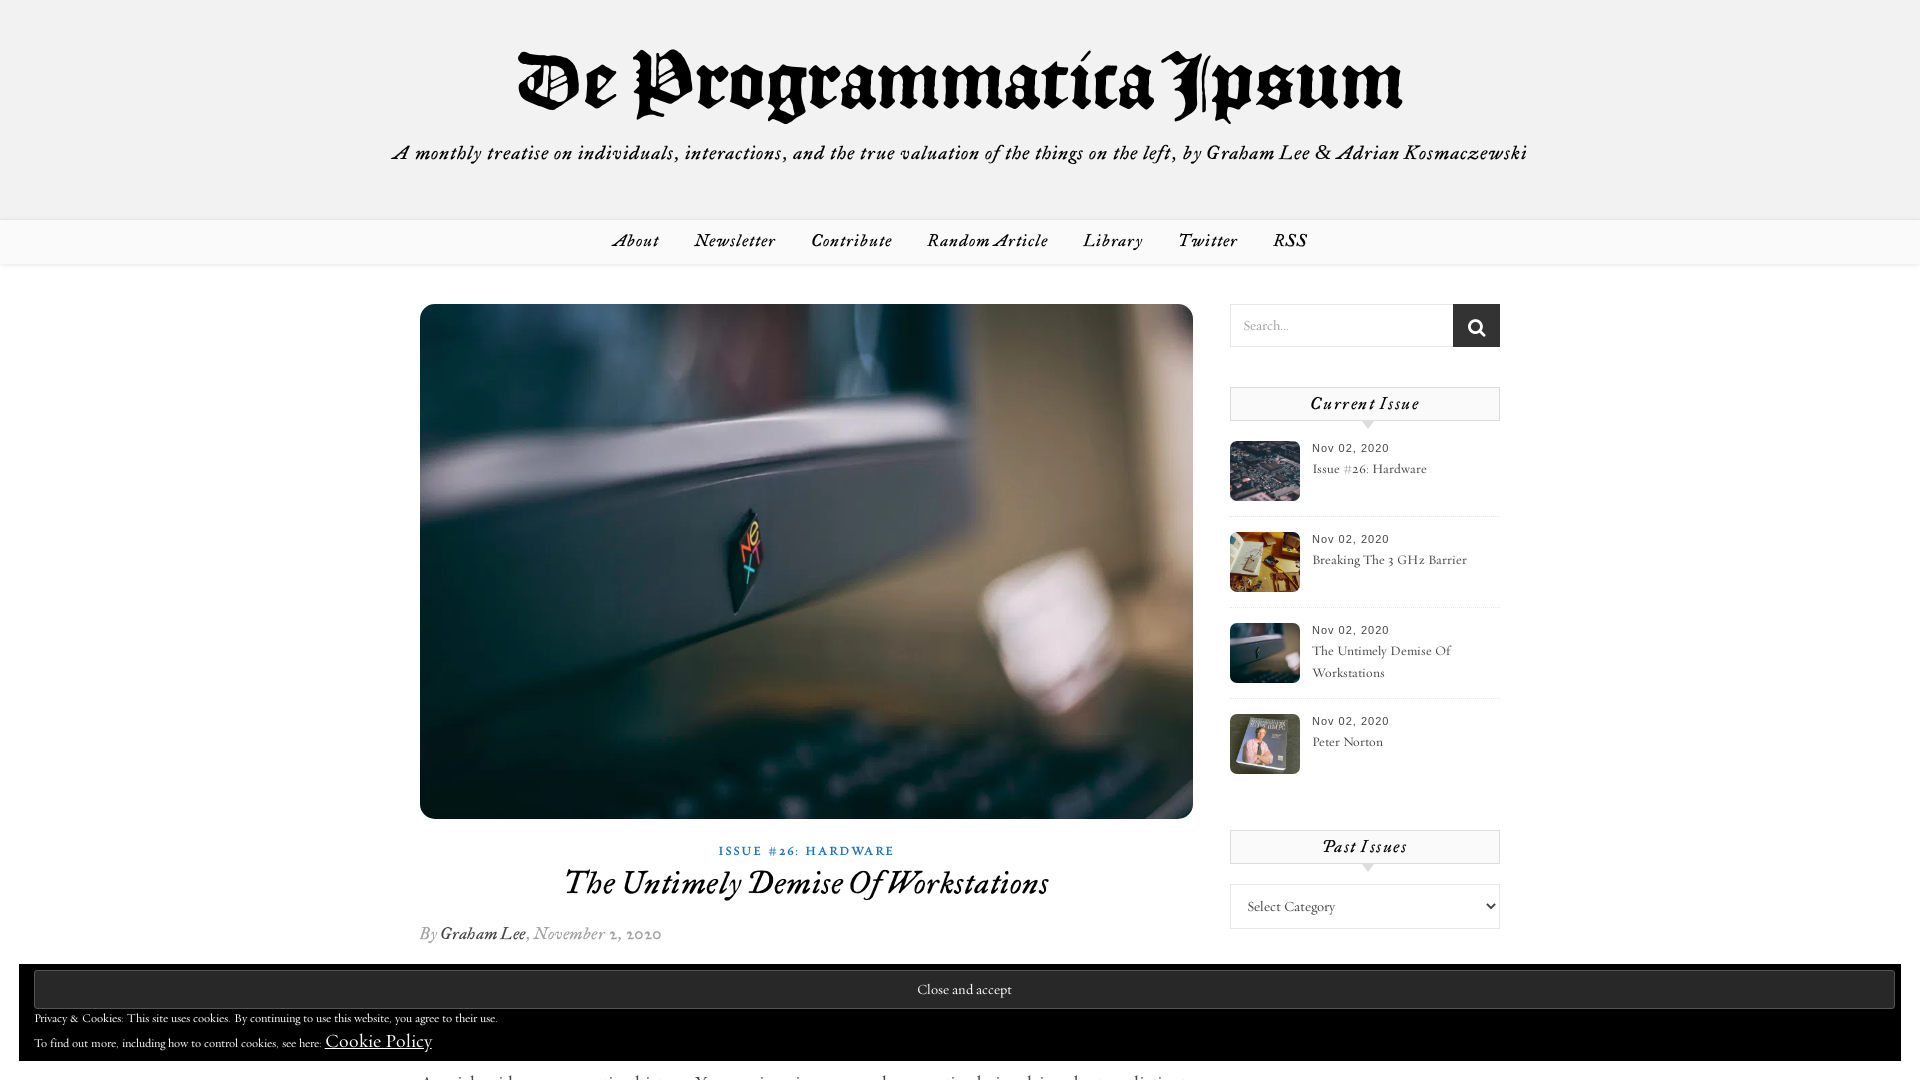 De Programmatica Ipsum
A monthly treatise on individuals, interactions, and the true valuation of the things on the left, by Graham Lee & Adrian Kosmaczewski
About
Newsletter
Contribute
Random Article
Library
Twitter
RSS
NeXT
ISSUE #26: HARDWARE
The Untimely Demise Of Workstations
By Graham Lee, November 2, 2020
Search...
Current Issue
Nov 02, 2020
Issue #26: Hardware
Nov 02, 2020
Breaking The 3 GHz Barrier
Nov 02, 2020
The Untimely Demise Of
Workstations
Nov 02, 2020
Peter Norton
Past Issues
Select Category
Close and accept
Privacy & Cookies: This site uses cookies. By continuing to use this website, you agree to their use.
To find out more, including how to control cookies, see here: Cookie Policy